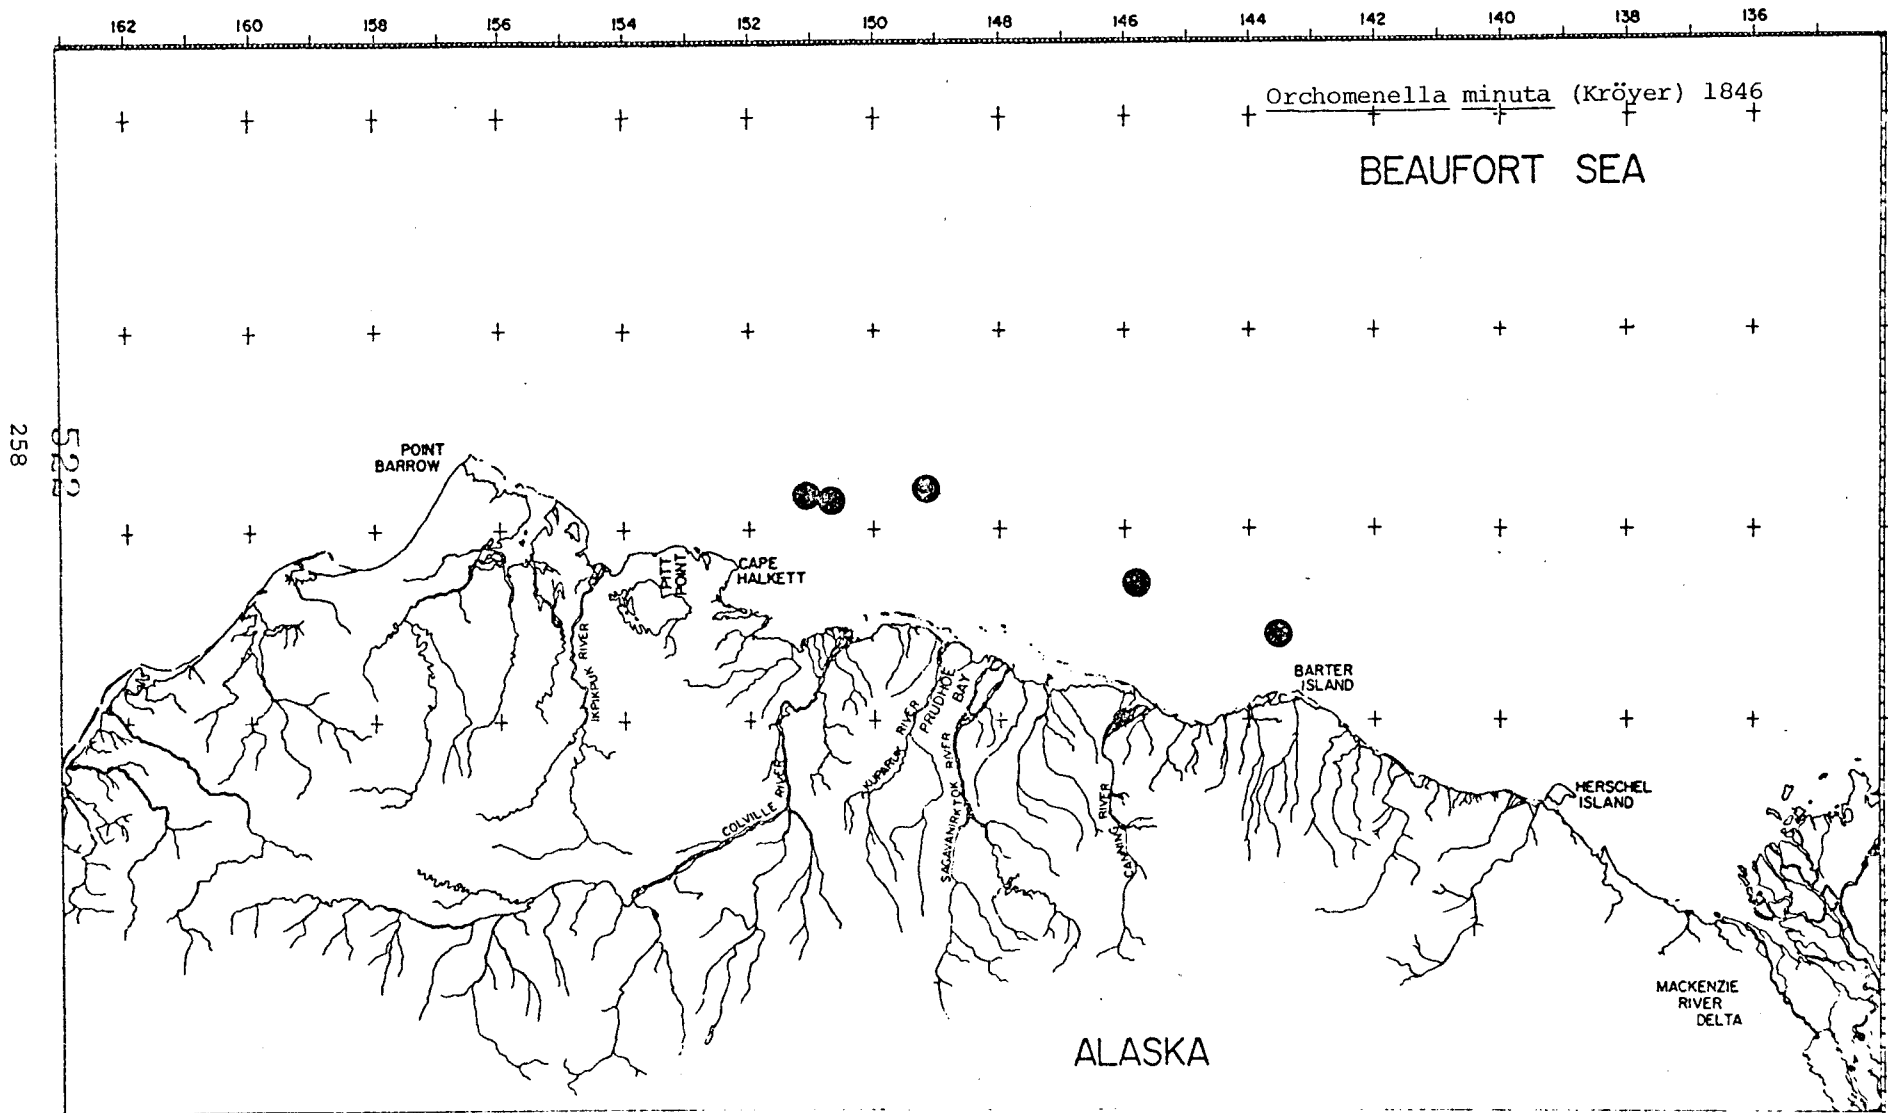 162 160 158 156 154 152 150 148 146 144 142 140 138 136
Orchomenella minuta (Kröyer) 1846
BEAUFORT SEA
258
522
POINT
BARROW
PITT
POINT
CAPE
HALKETT
IKPIKPUK RIVER
COLVILLE RIVER
KUPARUK RIVER
PRUDHOE
BAY
SAGAVANIRKTOK RIVER
CANNING RIVER
BARTER
ISLAND
HERSCHEL
ISLAND
MACKENZIE
RIVER
DELTA
ALASKA